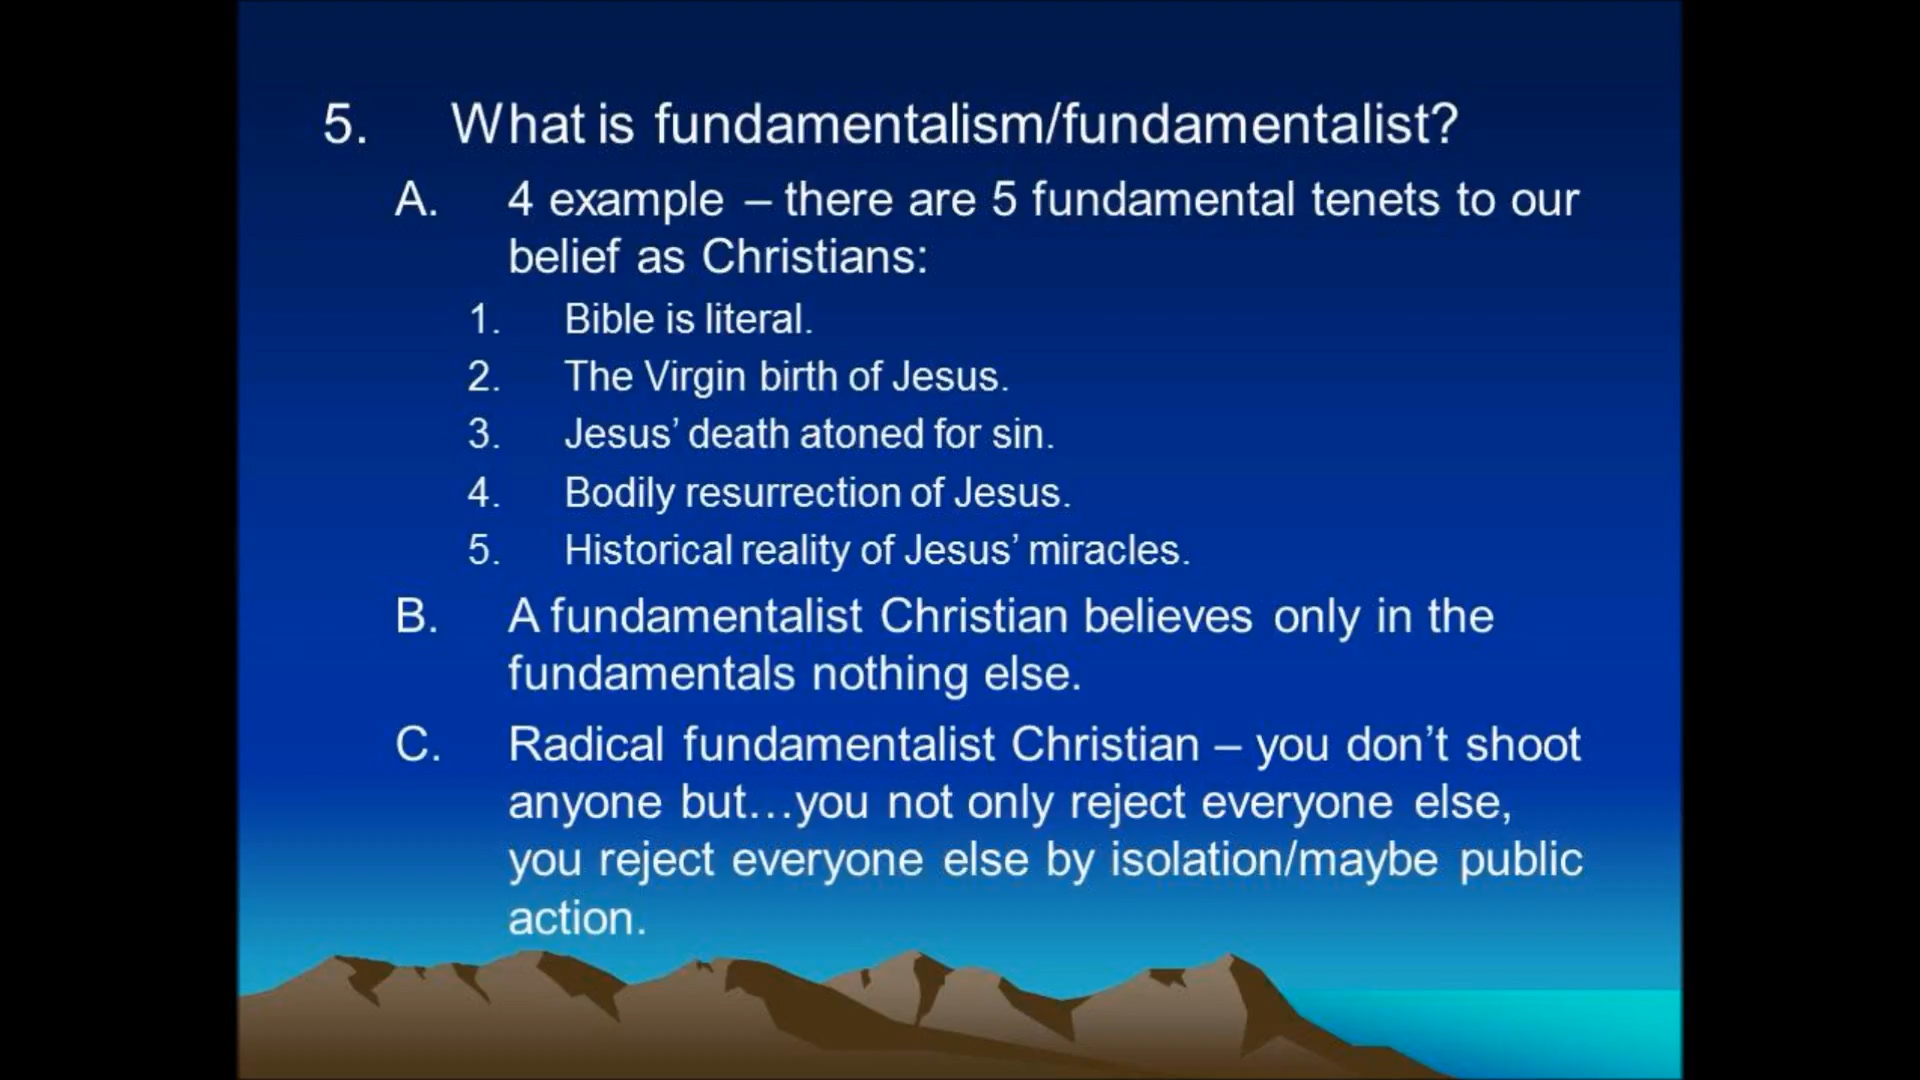 5. What is fundamentalism/fundamentalist?
A. 4 example – there are 5 fundamental tenets to our
belief as Christians:
1. Bible is literal.
2. The Virgin birth of Jesus.
3. Jesus’ death atoned for sin.
4. Bodily resurrection of Jesus.
5. Historical reality of Jesus’ miracles.
B. A fundamentalist Christian believes only in the
fundamentals nothing else.
C. Radical fundamentalist Christian – you don’t shoot
anyone but…you not only reject everyone else,
you reject everyone else by isolation/maybe public
action.